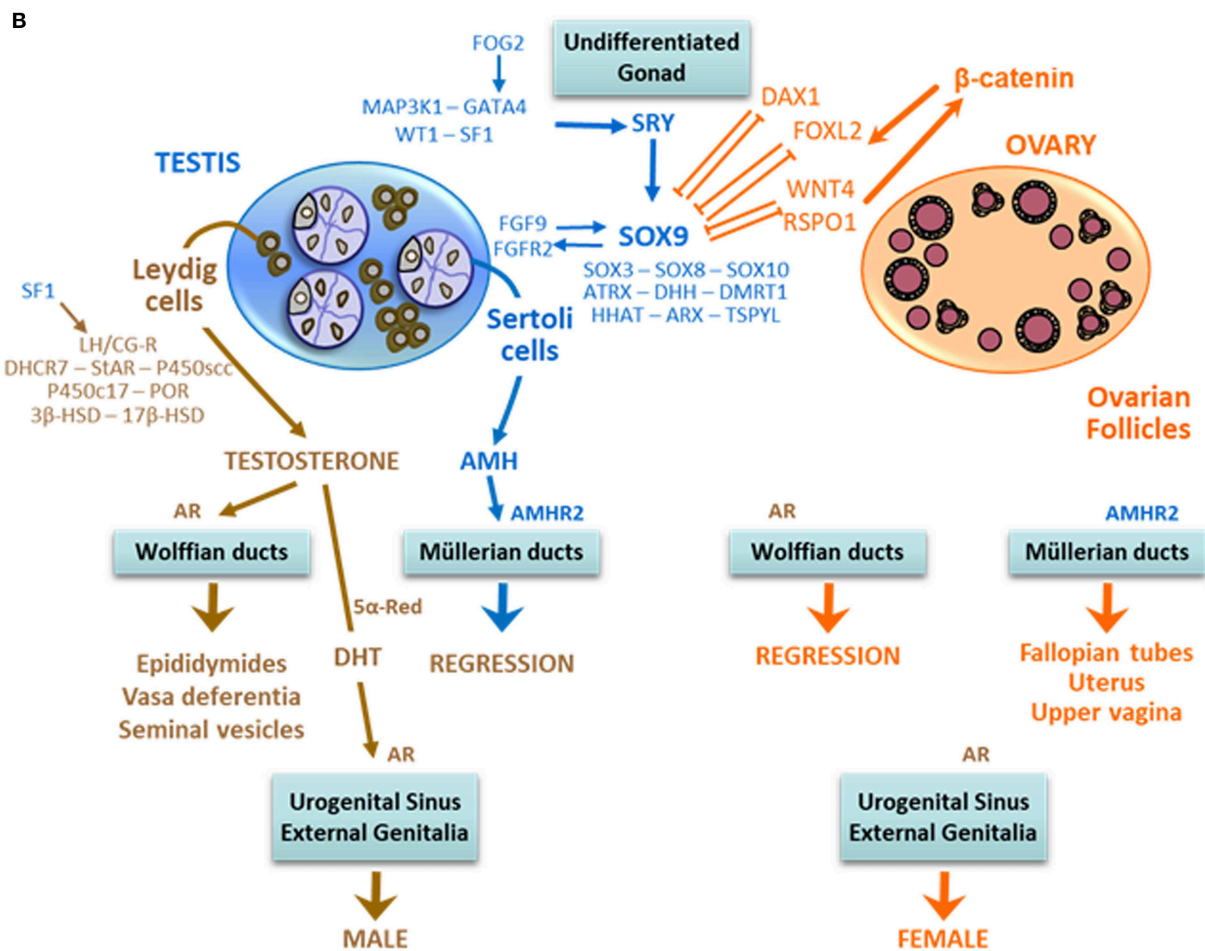 B
FOG2
Undifferentiated
Gonad
MAP3K1 – GATA4
WT1 – SF1
SRY
DAX1
FOXL2
β-catenin
TESTIS
OVARY
WNT4
RSPO1
FGF9
FGFR2
SOX9
SOX3 – SOX8 – SOX10
ATRX – DHH – DMRT1
HHAT – ARX – TSPYL
Leydig
cells
Sertoli
cells
SF1
LH/CG-R
DHCR7 – StAR – P450scc
P450c17 – POR
3β-HSD – 17β-HSD
Ovarian
Follicles
TESTOSTERONE
AMH
AR
AMHR2
AR
AMHR2
Wolffian ducts
Müllerian ducts
Wolffian ducts
Müllerian ducts
5α-Red
Epididymides
Vasa deferentia
Seminal vesicles
DHT
REGRESSION
REGRESSION
Fallopian tubes
Uterus
Upper vagina
AR
AR
Urogenital Sinus
External Genitalia
Urogenital Sinus
External Genitalia
MALE
FEMALE